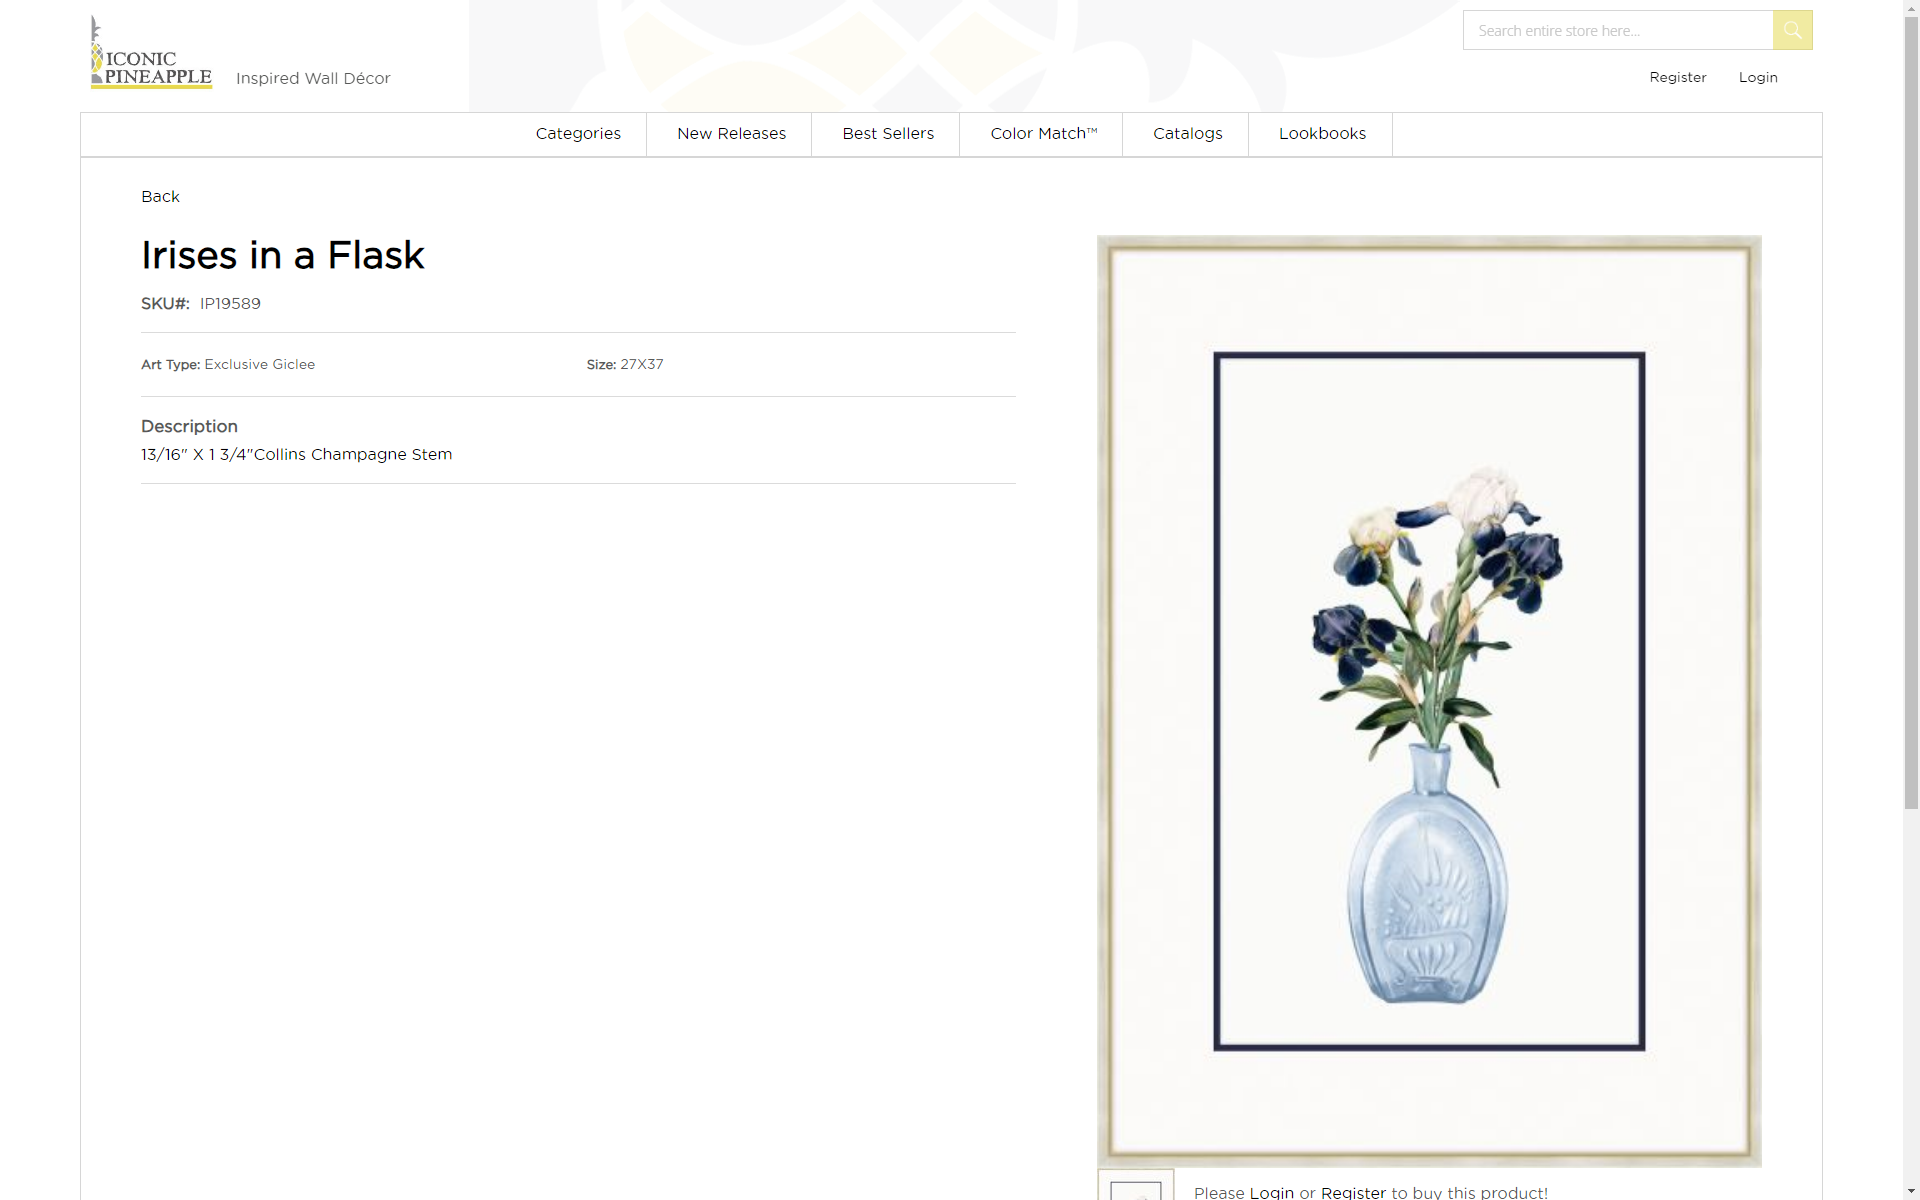 ICONIC
PINEAPPLE
Inspired Wall Décor
Search entire store here...
Register
Login
Categories
New Releases
Best Sellers
Color Match™
Catalogs
Lookbooks
Back
Irises in a Flask
SKU#: IP19589
Art Type: Exclusive Giclee
Size: 27X37
Description
13/16" X 1 3/4"Collins Champagne Stem
Please Login or Register to buy this product!